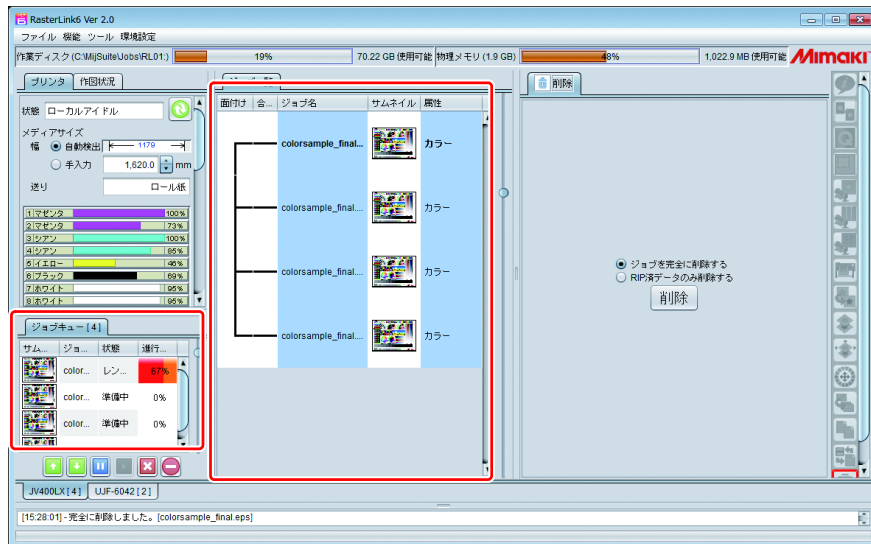 RasterLink6 Ver 2.0
ファイル 機能 ツール 環境設定
作業ディスク (C:\MijSuite\Jobs\RL01:) 19% 70.22 GB 使用可能 物理メモリ (1.9 GB) 48% 1,022.9 MB 使用可能 Mimaki
プリンタ 作図状況
状態 ローカルアイドル
メディアサイズ
幅 自動検出 1179
手入力 1,620.0 mm
送り ロール紙
1 マゼンタ 100%
2 マゼンタ 73%
3 シアン 100%
4 シアン 85%
5 イエロー 46%
6 ブラック 69%
7 ホワイト 95%
8 ホワイト 95%
ジョブキュー [4]
サム... ジョ... 状態 進行...
color... レン... 67%
color... 準備中 0%
color... 準備中 0%
面付け 合... ジョブ名 サムネイル 属性
colorsample_final... カラー
colorsample_final.... カラー
colorsample_final.... カラー
colorsample_final... カラー
削除
ジョブを完全に削除する
RIP済データのみ削除する
削除
JV400LX [ 4 ] UJF-6042 [ 2 ]
[15:28:01] - 完全に削除しました。[colorsample_final.eps]